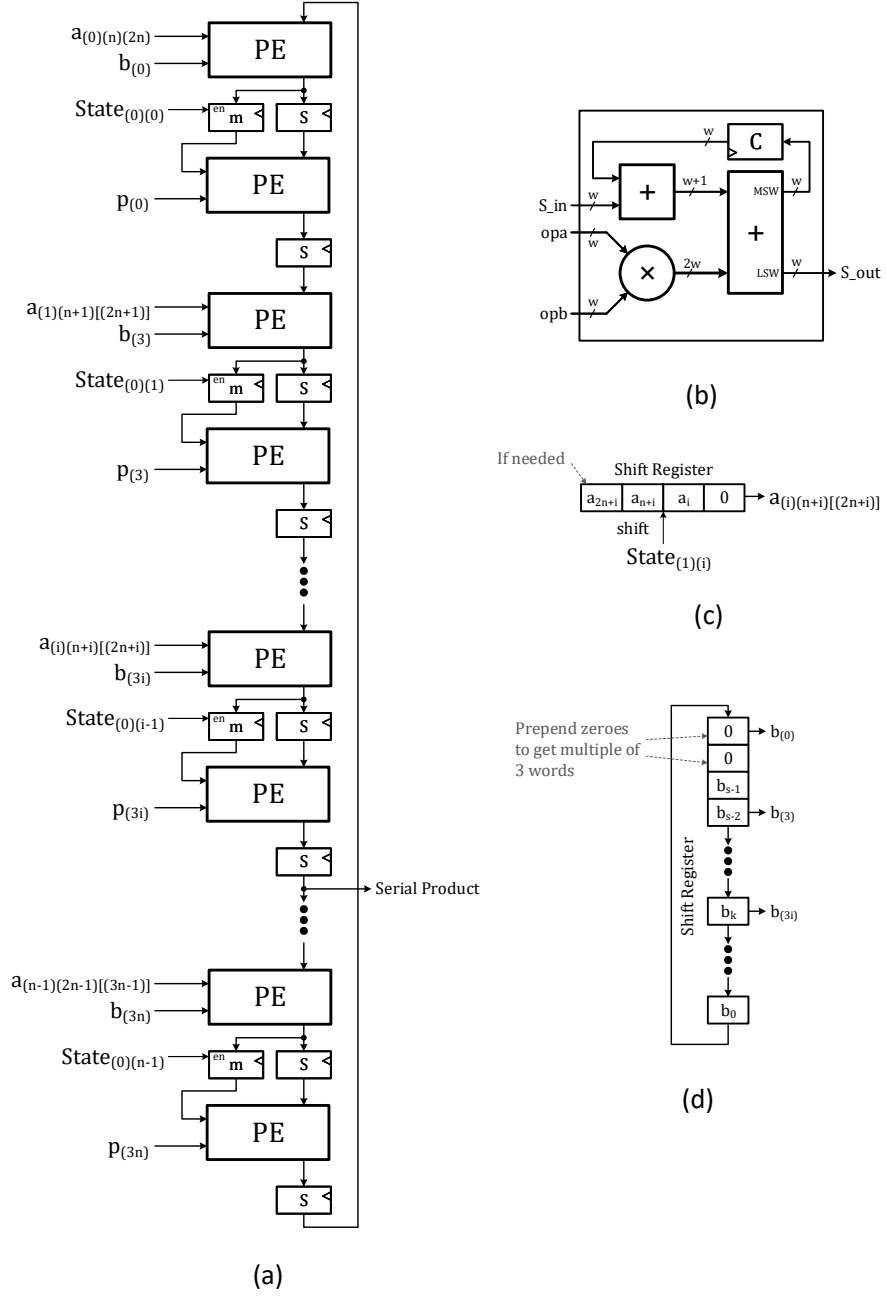 a(0)(n)(2n)
b(0)
PE
State(0)(0)
en
m
S
p(0)
PE
S
a(1)(n+1)[(2n+1)]
b(3)
PE
State(0)(1)
en
m
S
p(3)
PE
S
a(i)(n+i)[(2n+i)]
b(3i)
PE
State(0)(i-1)
en
m
S
p(3i)
PE
S
Serial Product
a(n-1)(2n-1)[(3n-1)]
b(3n)
PE
State(0)(n-1)
en
m
S
p(3n)
PE
S
(a)
w
C
S_in
w
+
w+1
MSW
w
opa
w
+
×
2w
LSW
w
S_out
opb
w
(b)
If needed
Shift Register
a2n+i
an+i
ai
0
a(i)(n+i)[(2n+i)]
shift
State(1)(i)
(c)
Prepend zeroes
to get multiple of
3 words
0
b(0)
0
bs-1
bs-2
b(3)
Shift Register
bk
b(3i)
b0
(d)